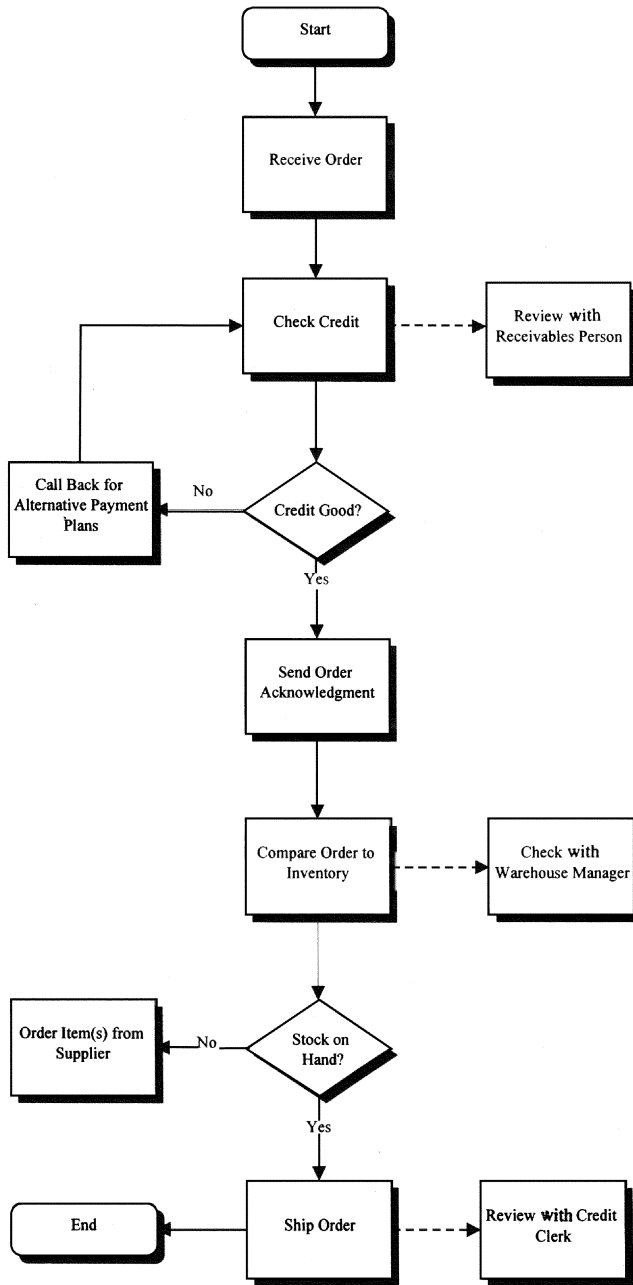 Start
Receive Order
Check Credit
Review with
Receivables Person
Call Back for
Alternative Payment
Plans
No
Credit Good?
Yes
Send Order
Acknowledgment
Compare Order to
Inventory
Check with
Warehouse Manager
Order Item(s) from
Supplier
No
Stock on
Hand?
Yes
End
Ship Order
Review with Credit
Clerk